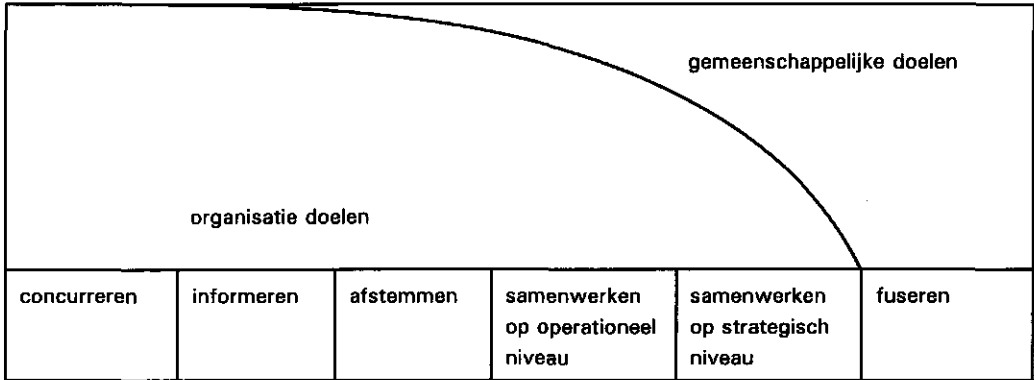 gemeenschappelijke doelen
organisatie doelen
concurreren
informeren
afstemmen
samenwerken
op operationeel
niveau
samenwerken
op strategisch
niveau
fuseren